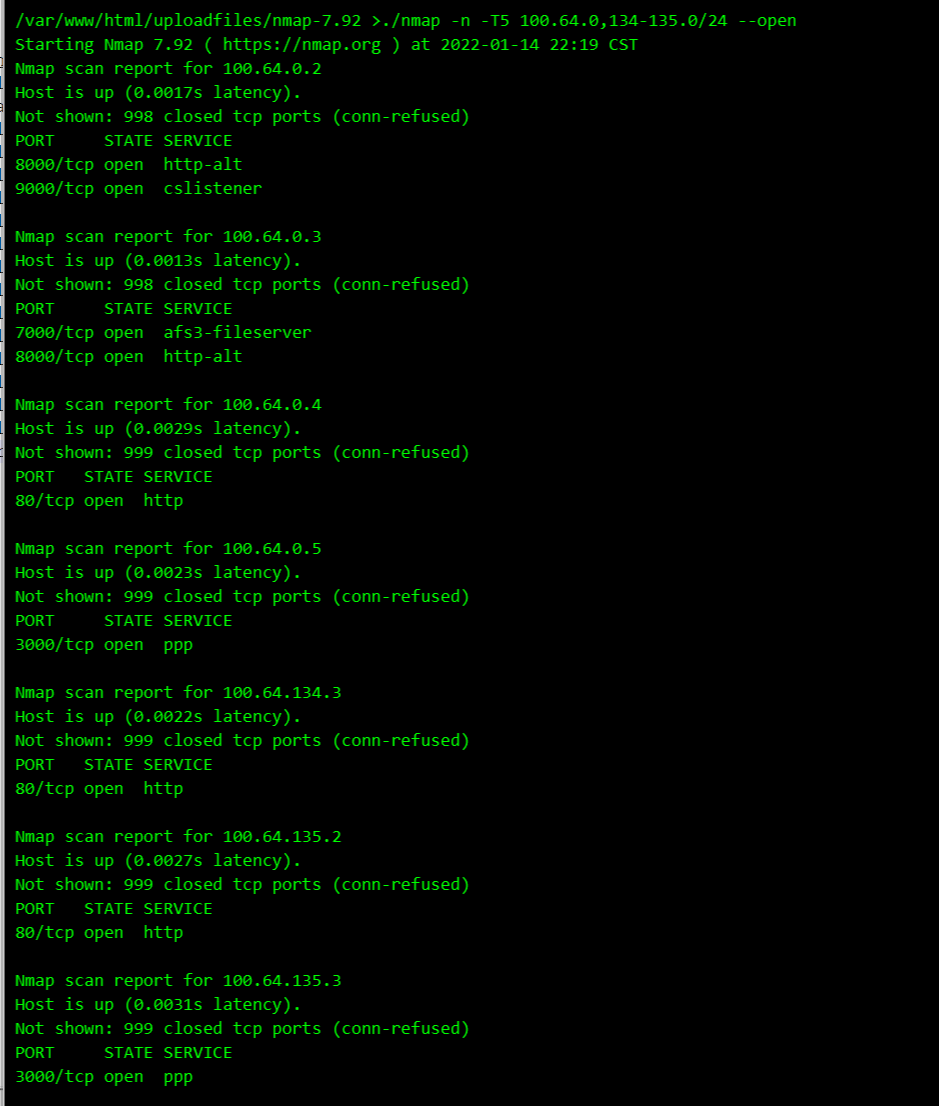 /var/www/html/uploadfiles/nmap-7.92 >./nmap -n -T5 100.64.0,134-135.0/24 --open
Starting Nmap 7.92 ( https://nmap.org ) at 2022-01-14 22:19 CST
Nmap scan report for 100.64.0.2
Host is up (0.0017s latency).
Not shown: 998 closed tcp ports (conn-refused)
PORT     STATE SERVICE
8000/tcp open  http-alt
9000/tcp open  cslistener

Nmap scan report for 100.64.0.3
Host is up (0.0013s latency).
Not shown: 998 closed tcp ports (conn-refused)
PORT     STATE SERVICE
7000/tcp open  afs3-fileserver
8000/tcp open  http-alt

Nmap scan report for 100.64.0.4
Host is up (0.0029s latency).
Not shown: 999 closed tcp ports (conn-refused)
PORT   STATE SERVICE
80/tcp open  http

Nmap scan report for 100.64.0.5
Host is up (0.0023s latency).
Not shown: 999 closed tcp ports (conn-refused)
PORT     STATE SERVICE
3000/tcp open  ppp

Nmap scan report for 100.64.134.3
Host is up (0.0022s latency).
Not shown: 999 closed tcp ports (conn-refused)
PORT   STATE SERVICE
80/tcp open  http

Nmap scan report for 100.64.135.2
Host is up (0.0027s latency).
Not shown: 999 closed tcp ports (conn-refused)
PORT   STATE SERVICE
80/tcp open  http

Nmap scan report for 100.64.135.3
Host is up (0.0031s latency).
Not shown: 999 closed tcp ports (conn-refused)
PORT     STATE SERVICE
3000/tcp open  ppp